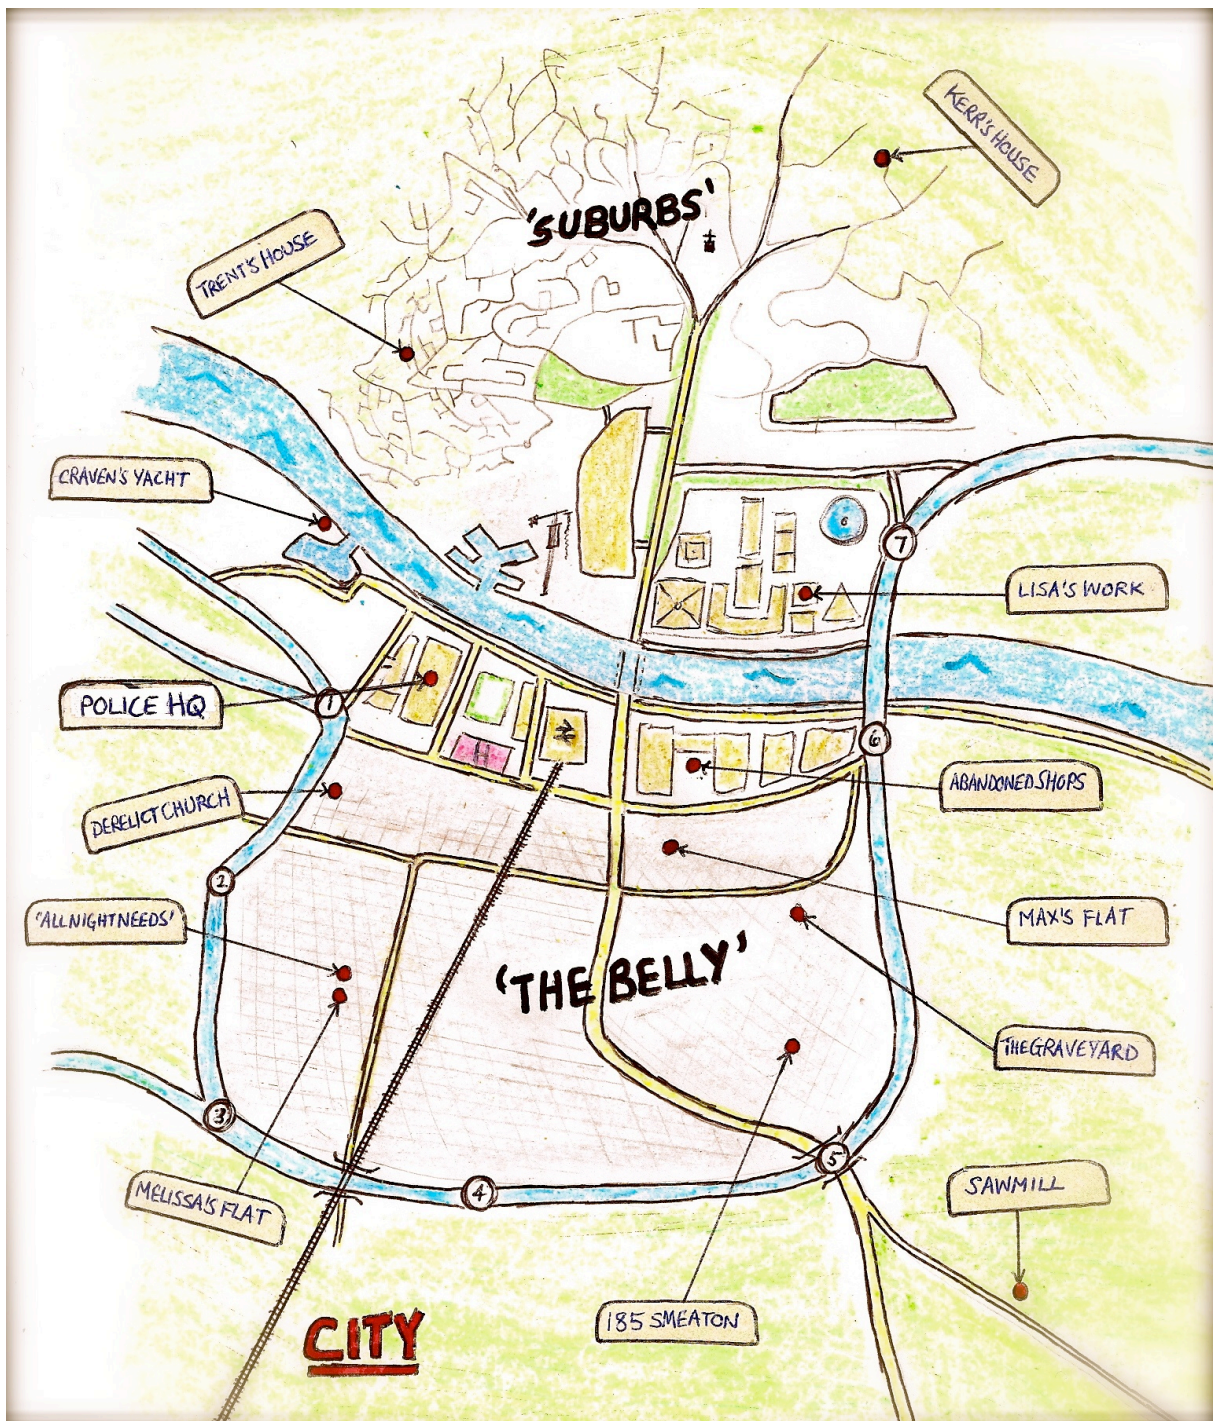 KERR'S HOUSE
'SUBURBS'
TRENT'S HOUSE
CRAVEN'S YACHT
6
7
LISA'S WORK
POLICE HQ
1
H
6
ABANDONED SHOPS
DERELICT CHURCH
2
MAX'S FLAT
'ALLNIGHTNEEDS'
'THE BELLY'
THE GRAVEYARD
3
5
4
MELISSA'S FLAT
SAWMILL
185 SMEATON
CITY